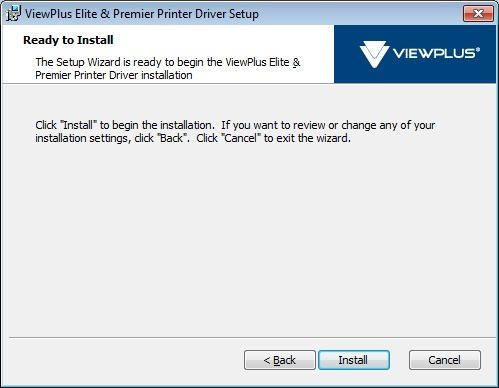 ViewPlus Elite & Premier Printer Driver Setup
Ready to Install
The Setup Wizard is ready to begin the ViewPlus Elite &
Premier Printer Driver installation
VIEWPLUS®
Click "Install" to begin the installation.  If you want to review or change any of your
installation settings, click "Back".  Click "Cancel" to exit the wizard.
< Back
Install
Cancel